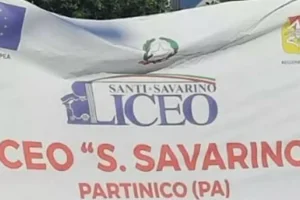 SANTI-SAVARINO
LICEO
CEO "S. SAVARINO
PARTINICO (PA)